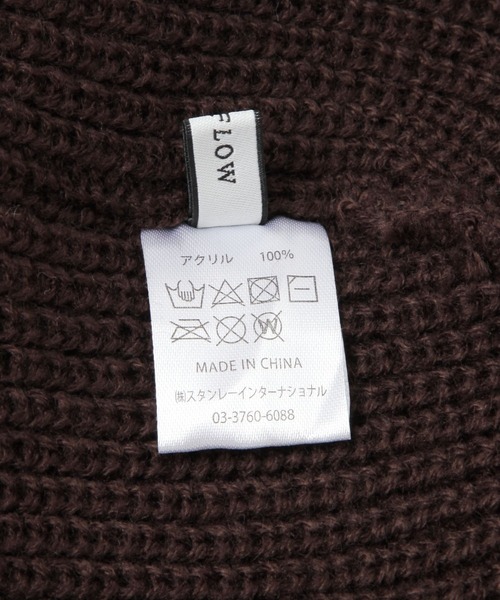 FLOW
アクリル 100%
W
MADE IN CHINA
㈱スタンレーインターナショナル
03-3760-6088